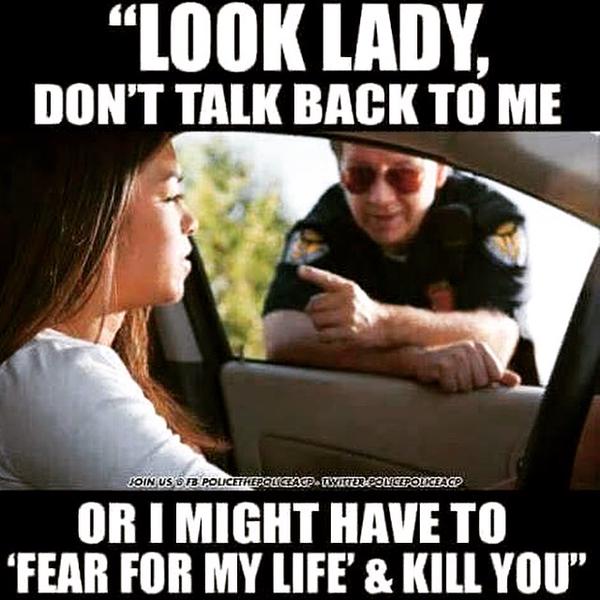 “LOOK LADY,
DON’T TALK BACK TO ME
JOIN US @ FB POLICETHEPOLICEACP - TWITTER-POLICEPOLICEACP
OR I MIGHT HAVE TO
‘FEAR FOR MY LIFE’ & KILL YOU”